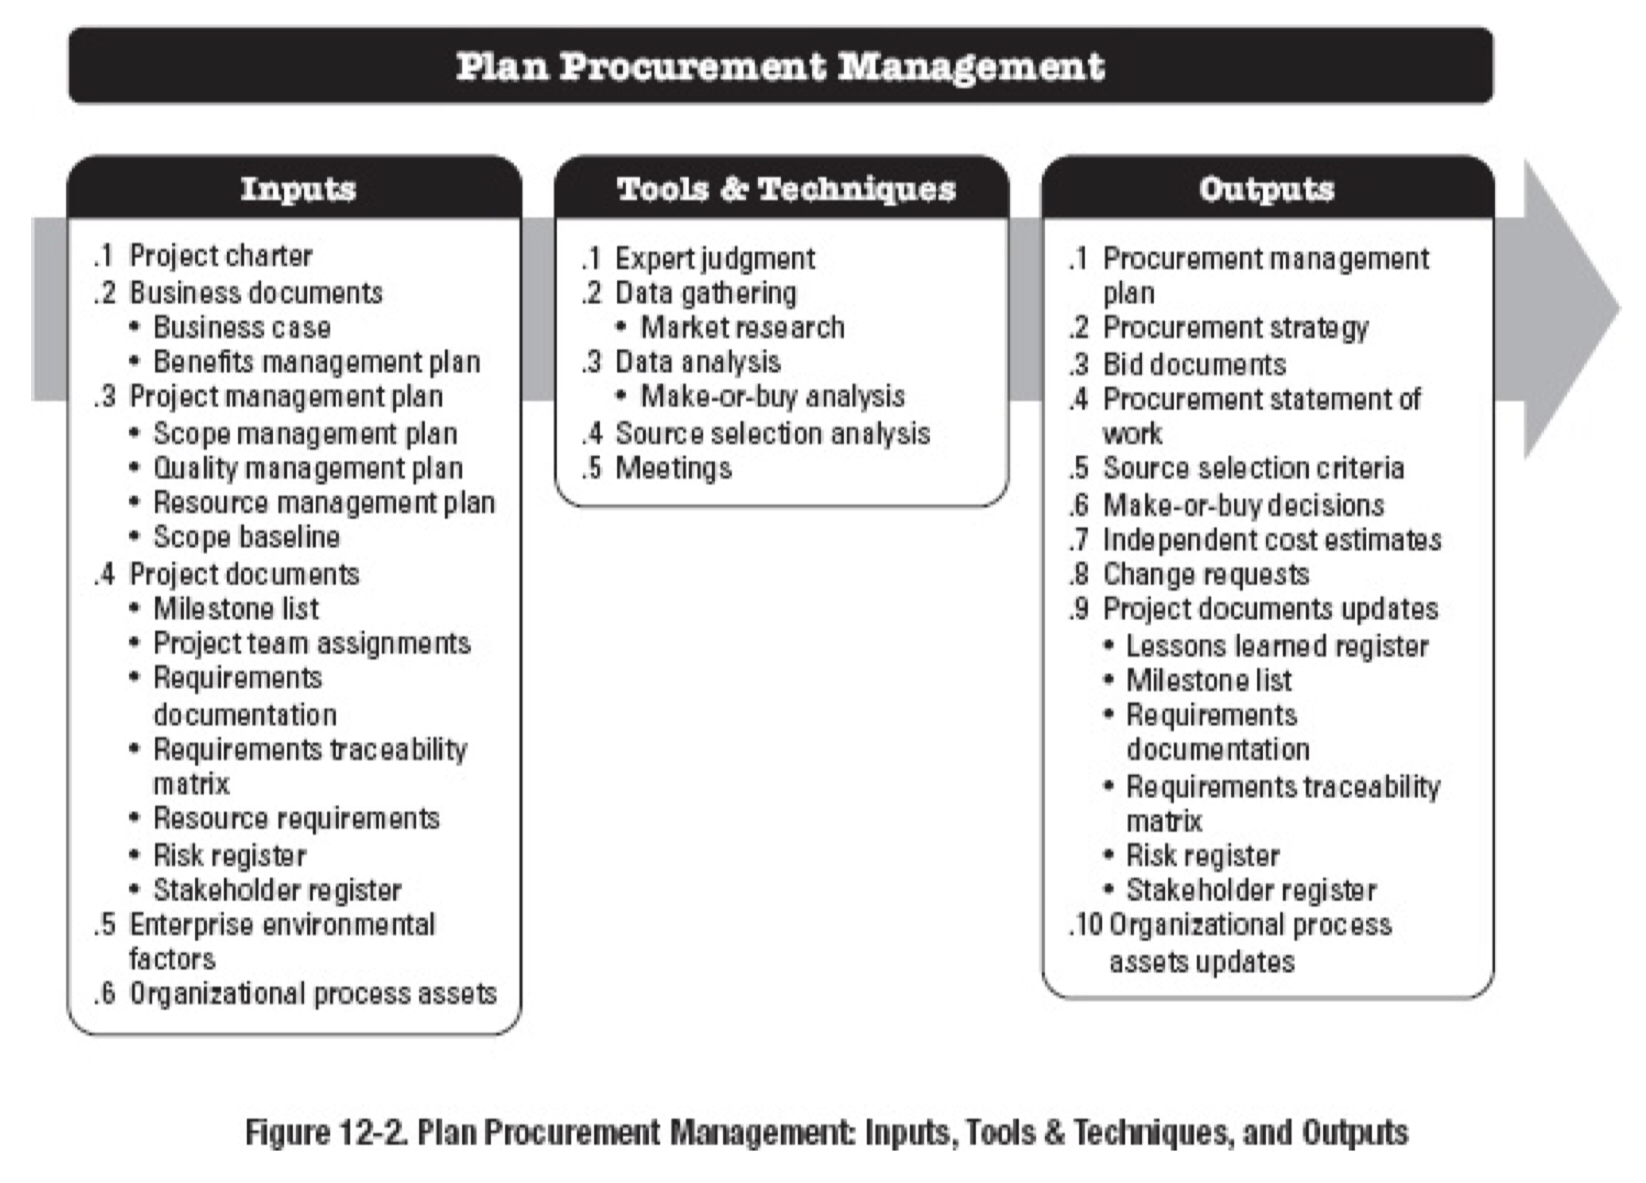 Plan Procurement Management
Inputs
.1 Project charter
.2 Business documents
• Business case
• Benefits management plan
.3 Project management plan
• Scope management plan
• Quality management plan
• Resource management plan
• Scope baseline
.4 Project documents
• Milestone list
• Project team assignments
• Requirements
documentation
• Requirements traceability
matrix
• Resource requirements
• Risk register
• Stakeholder register
.5 Enterprise environmental
factors
.6 Organizational process assets
Tools & Techniques
.1 Expert judgment
.2 Data gathering
• Market research
.3 Data analysis
• Make-or-buy analysis
.4 Source selection analysis
.5 Meetings
Outputs
.1 Procurement management
plan
.2 Procurement strategy
.3 Bid documents
.4 Procurement statement of
work
.5 Source selection criteria
.6 Make-or-buy decisions
.7 Independent cost estimates
.8 Change requests
.9 Project documents updates
• Lessons learned register
• Milestone list
• Requirements
documentation
• Requirements traceability
matrix
• Risk register
• Stakeholder register
.10 Organizational process
assets updates
Figure 12-2. Plan Procurement Management: Inputs, Tools & Techniques, and Outputs